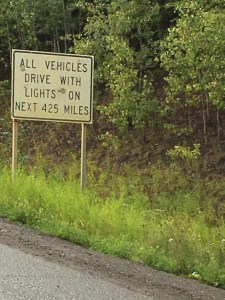 ALL VEHICLES
DRIVE WITH
LIGHTS ON
NEXT 425 MILES